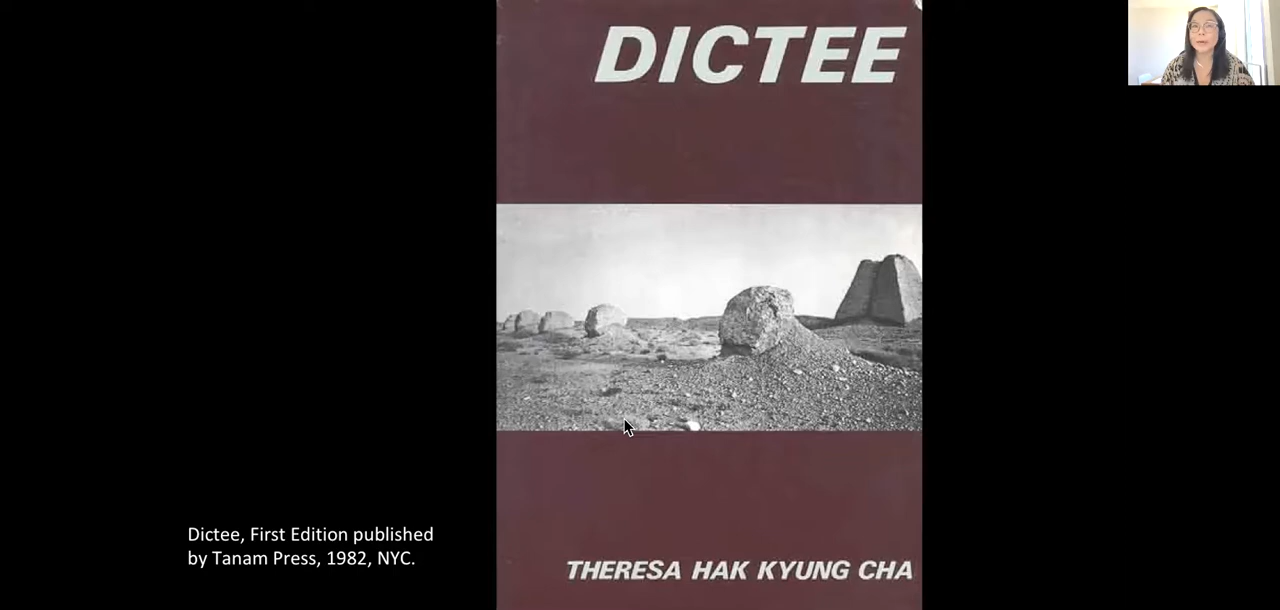 DICTEE
Dictee, First Edition published
by Tanam Press, 1982, NYC.
THERESA HAK KYUNG CHA